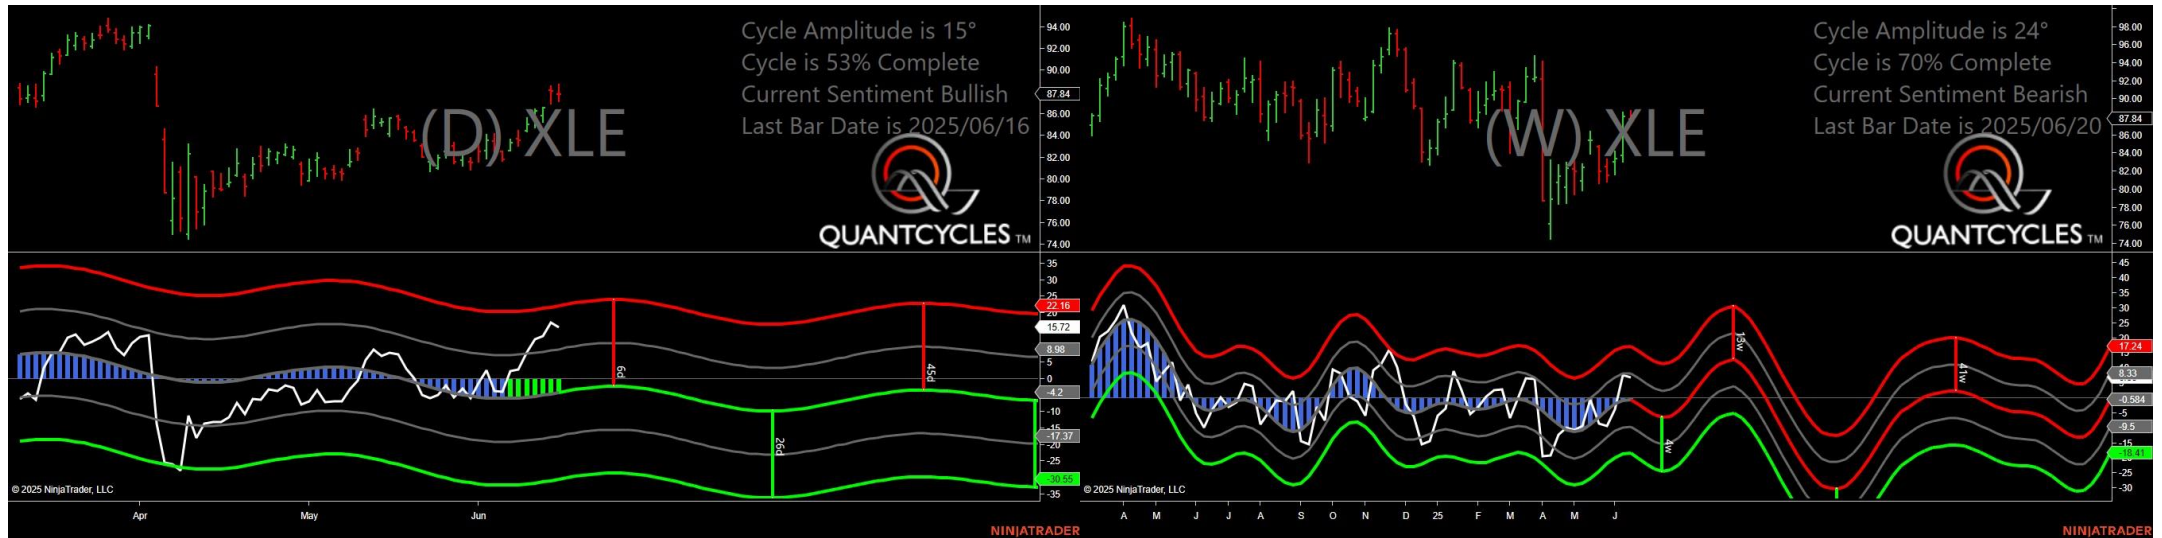 Cycle Amplitude is 15°
Cycle is 53% Complete
Current Sentiment Bullish
Last Bar Date is 2025/06/16
(D) XLE
QUANTCYCLES TM
94.00
92.00
90.00
87.84
86.00
84.00
82.00
80.00
78.00
76.00
74.00
35
30
25
22.16
15.72
8.98
5
0
-4.2
-10
-15
-17.37
-25
-30.55
-35
6d
26d
45d
© 2025 NinjaTrader, LLC
Apr May Jun
NINJATRADER
Cycle Amplitude is 24°
Cycle is 70% Complete
Current Sentiment Bearish
Last Bar Date is 2025/06/20
(W) XLE
QUANTCYCLES TM
98.00
96.00
94.00
92.00
90.00
87.84
86.00
84.00
82.00
80.00
78.00
76.00
74.00
45
40
35
30
25
17.24
8.33
-0.584
-5
-9.5
-15
-18.41
-25
-30
4w
13w
41w
© 2025 NinjaTrader, LLC
A M J J A S O N D 25 F M A M J
NINJATRADER